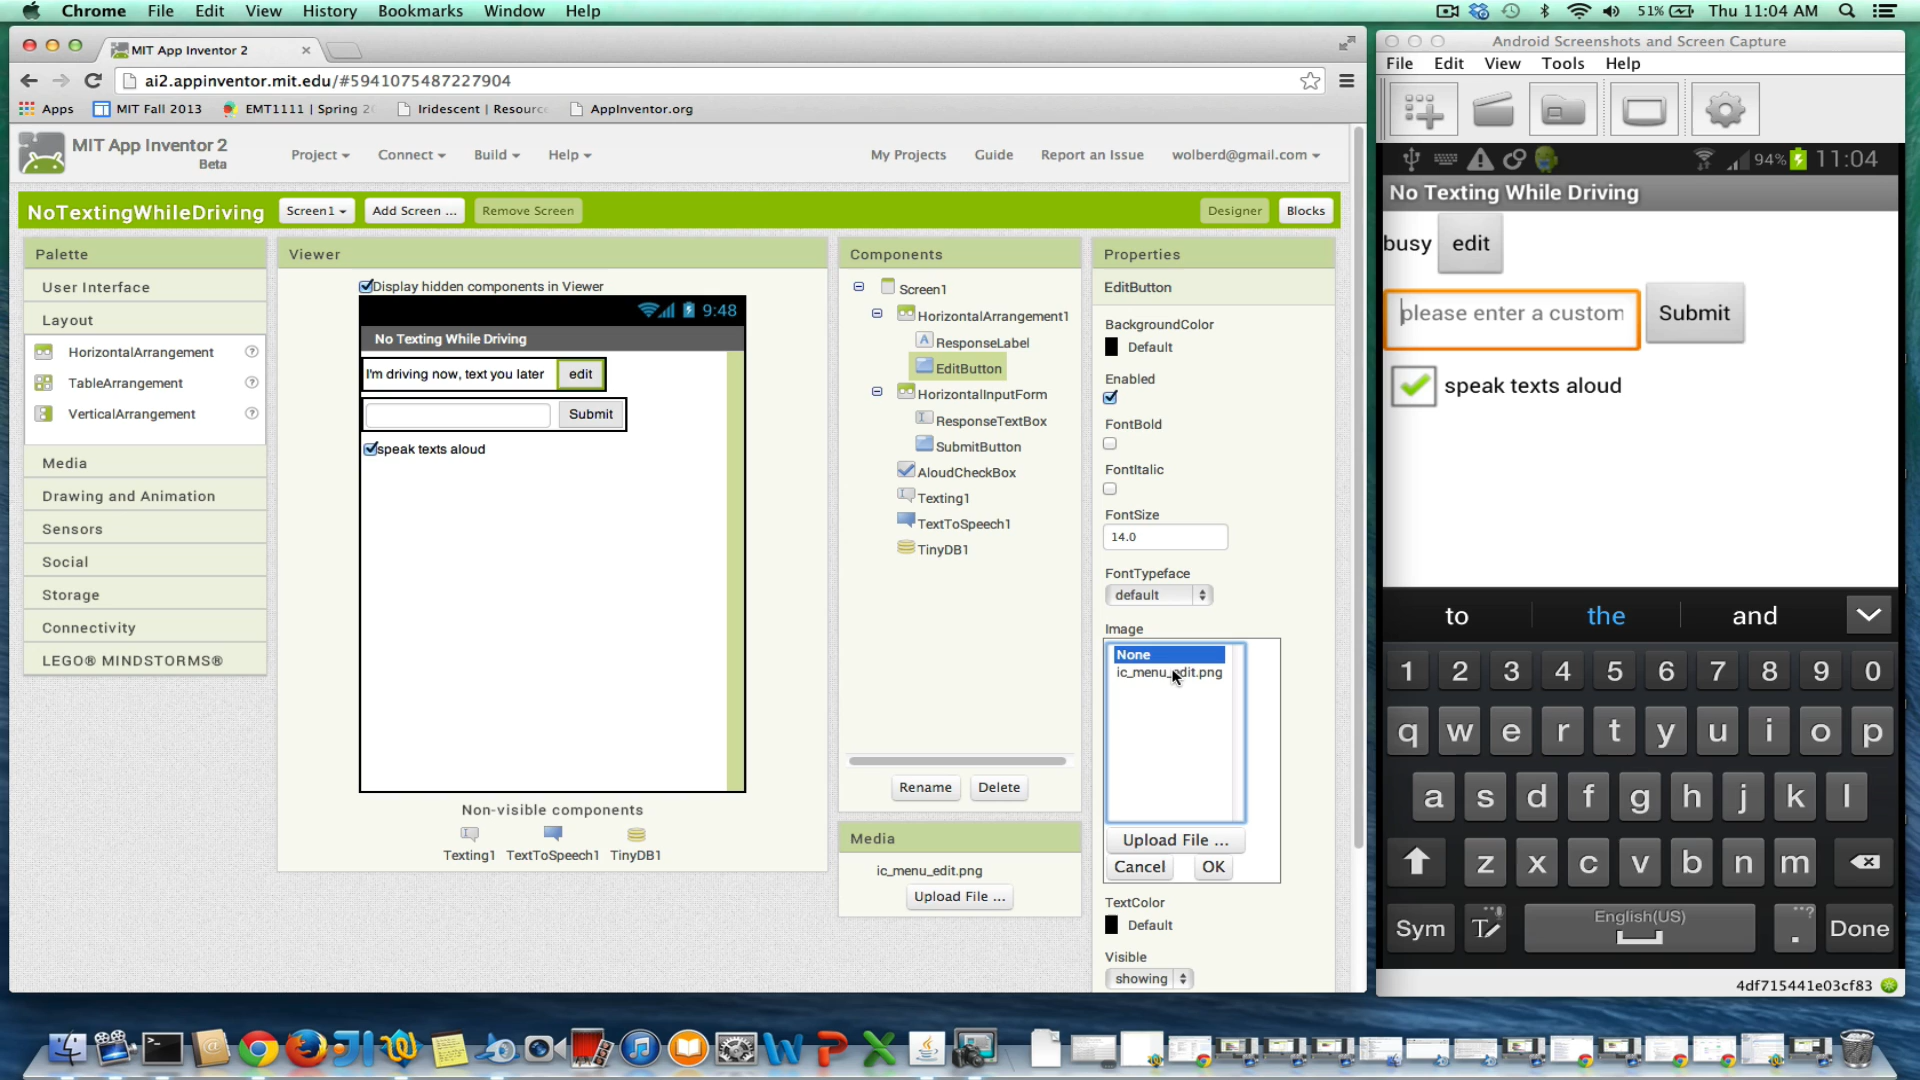 Chrome File Edit View History Bookmarks Window Help
51% Thu 11:04 AM
MIT App Inventor 2
ai2.appinventor.mit.edu/#5941075487227904
Apps MIT Fall 2013 EMT1111 | Spring 2 Iridescent | Resourc AppInventor.org
MIT App Inventor 2
Beta
Project Connect Build Help
My Projects Guide Report an Issue wolberd@gmail.com
NoTextingWhileDriving Screen1 Add Screen ... Remove Screen Designer Blocks
Palette
User Interface
Layout
HorizontalArrangement ?
TableArrangement ?
VerticalArrangement ?
Media
Drawing and Animation
Sensors
Social
Storage
Connectivity
LEGO® MINDSTORMS®
Viewer
Display hidden components in Viewer
9:48
No Texting While Driving
I'm driving now, text you later edit
Submit
speak texts aloud
Non-visible components
Texting1 TextToSpeech1 TinyDB1
Components
Screen1
HorizontalArrangement1
A ResponseLabel
EditButton
HorizontalInputForm
ResponseTextBox
SubmitButton
AloudCheckBox
Texting1
TextToSpeech1
TinyDB1
Rename Delete
Media
ic_menu_edit.png
Upload File ...
Properties
EditButton
BackgroundColor
Default
Enabled
FontBold
FontItalic
FontSize
14.0
FontTypeface
default
Image
None
ic_menu_edit.png
Upload File ...
Cancel OK
TextColor
Default
Visible
showing
Android Screenshots and Screen Capture
File Edit View Tools Help
94% 11:04
No Texting While Driving
busy edit
please enter a custom Submit
speak texts aloud
to the and
1 2 3 4 5 6 7 8 9 0
q w e r t y u i o p
a s d f g h j k l
z x c v b n m
Sym T English(US) . ? Done
4df715441e03cf83